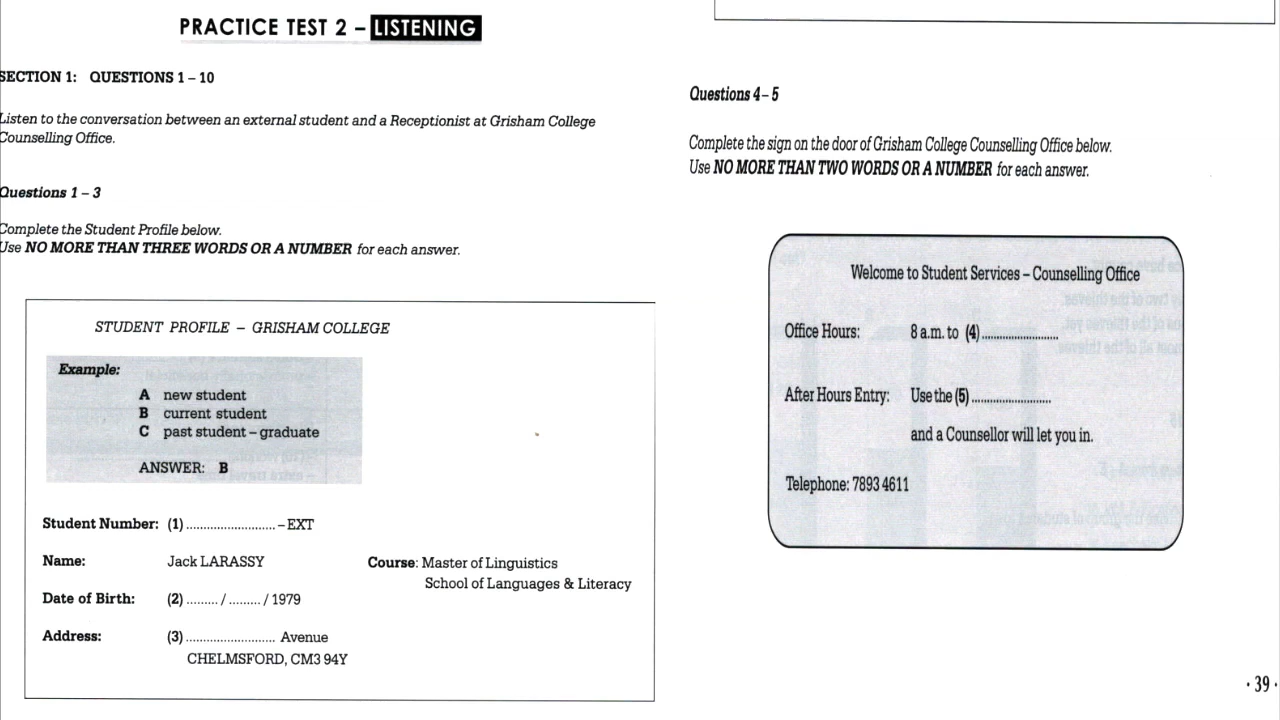 PRACTICE TEST 2 – LISTENING
SECTION 1: QUESTIONS 1 – 10
Listen to the conversation between an external student and a Receptionist at Grisham College
Counselling Office.
Questions 1 – 3
Complete the Student Profile below.
Use NO MORE THAN THREE WORDS OR A NUMBER for each answer.
STUDENT PROFILE – GRISHAM COLLEGE
Example:
A new student
B current student
C past student – graduate
ANSWER: B
Student Number: (1) ........................... – EXT
Name: Jack LARASSY Course: Master of Linguistics
School of Languages & Literacy
Date of Birth: (2) ......... / ......... / 1979
Address: (3) ........................... Avenue
CHELMSFORD, CM3 94Y
Questions 4 – 5
Complete the sign on the door of Grisham College Counselling Office below.
Use NO MORE THAN TWO WORDS OR A NUMBER for each answer.
Welcome to Student Services – Counselling Office
Office Hours: 8 a.m. to (4) ..........................
After Hours Entry: Use the (5) ..........................
and a Counsellor will let you in.
Telephone: 7893 4611
· 39 ·